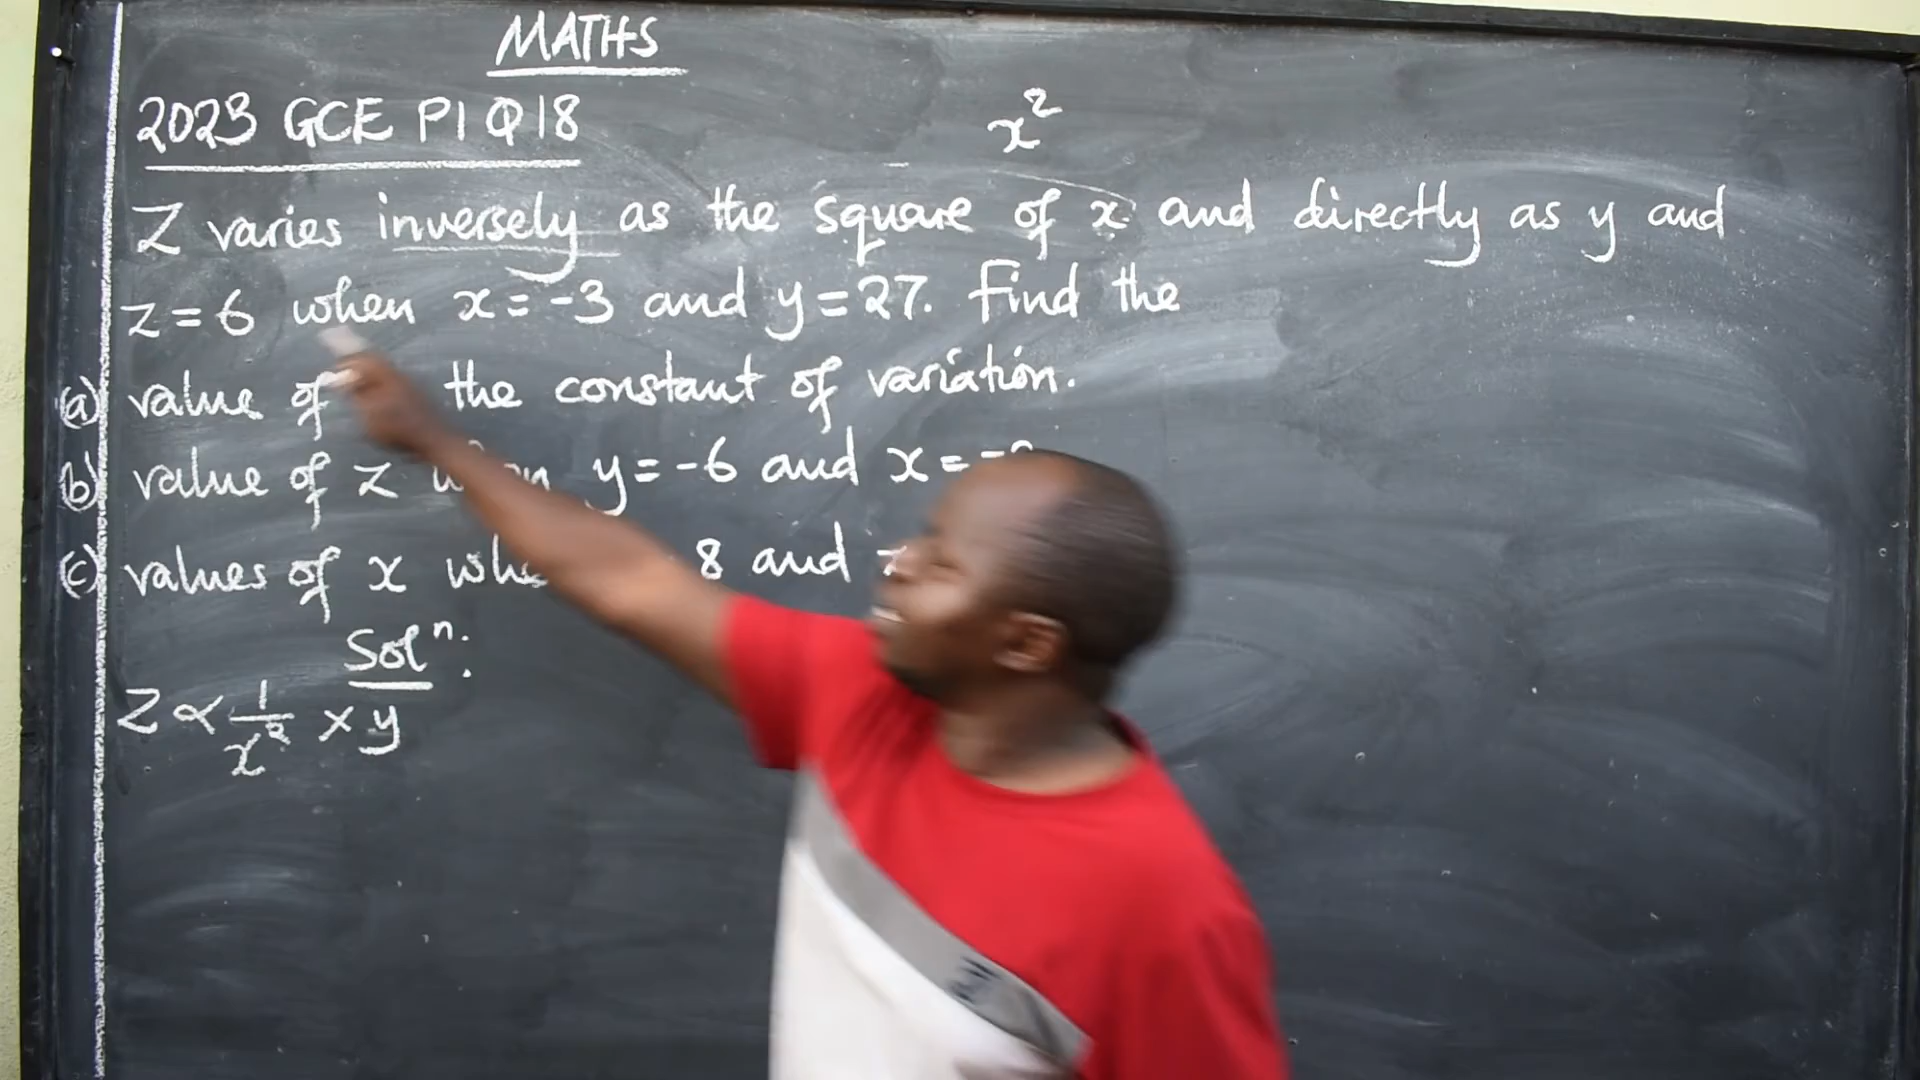 MATHS
2023 GCE P1 Q18
x²
Z varies inversely as the square of x and directly as y and
z = 6 when x = -3 and y = 27. Find the
(a) value of the constant of variation.
(b) value of z when y = -6 and x =
(c) values of x 8 and
Solⁿ:
Z ∝ 1/x² × y